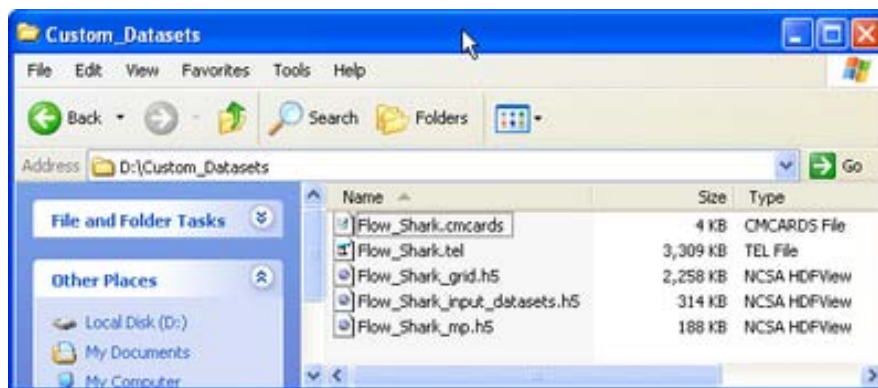 Custom_Datasets
File Edit View Favorites Tools Help
Back Search Folders
Address D:\Custom_Datasets Go
Name Size Type
File and Folder Tasks
Flow_Shark.cmcards 4 KB CMCARDS File
Flow_Shark.tel 3,309 KB TEL File
Flow_Shark_grid.h5 2,258 KB NCSA HDFView
Flow_Shark_input_datasets.h5 314 KB NCSA HDFView
Flow_Shark_mp.h5 188 KB NCSA HDFView
Other Places
Local Disk (D:)
My Documents
My Computer